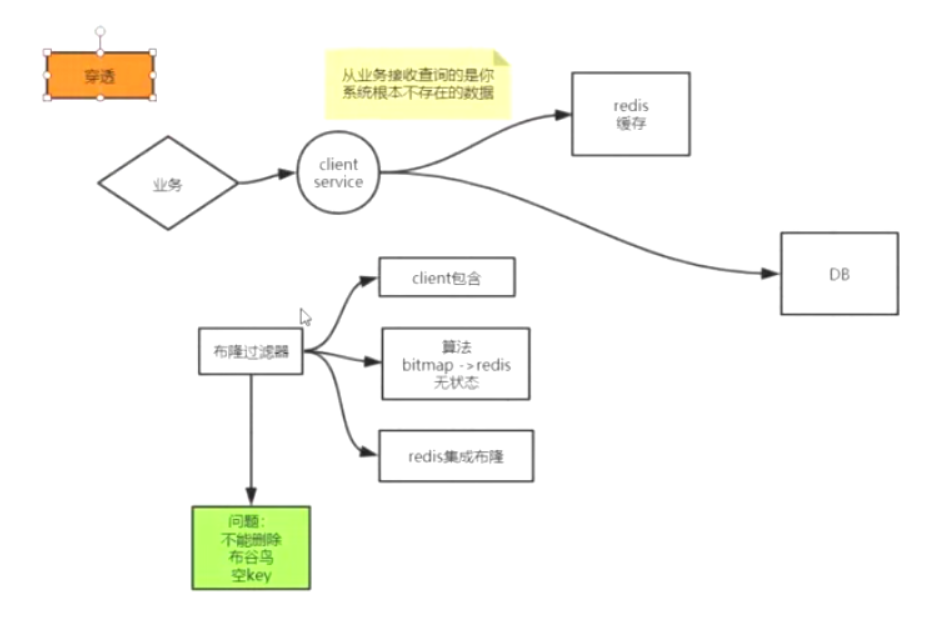 穿透
从业务接收查询的是你
系统根本不存在的数据
redis
缓存
client
service
业务
DB
client包含
布隆过滤器
算法
bitmap ->redis
无状态
redis集成布隆
问题：
不能删除
布谷鸟
空key